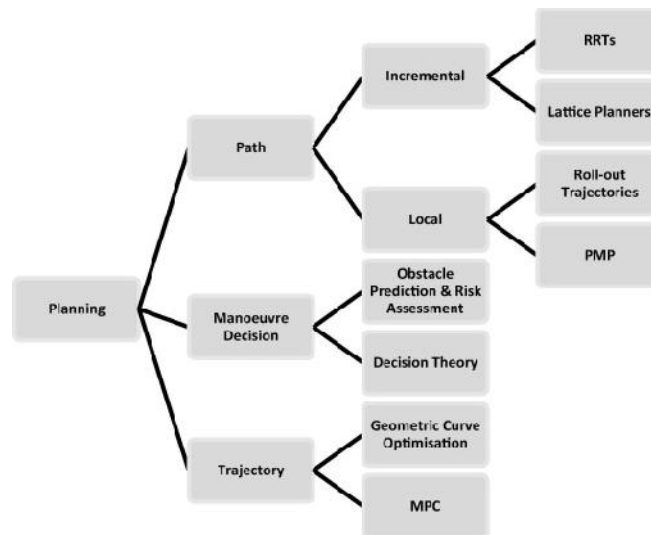 RRTs
Incremental
Lattice Planners
Path
Roll-out
Trajectories
Local
PMP
Planning
Obstacle
Prediction & Risk
Assessment
Manoeuvre
Decision
Decision Theory
Geometric Curve
Optimisation
Trajectory
MPC